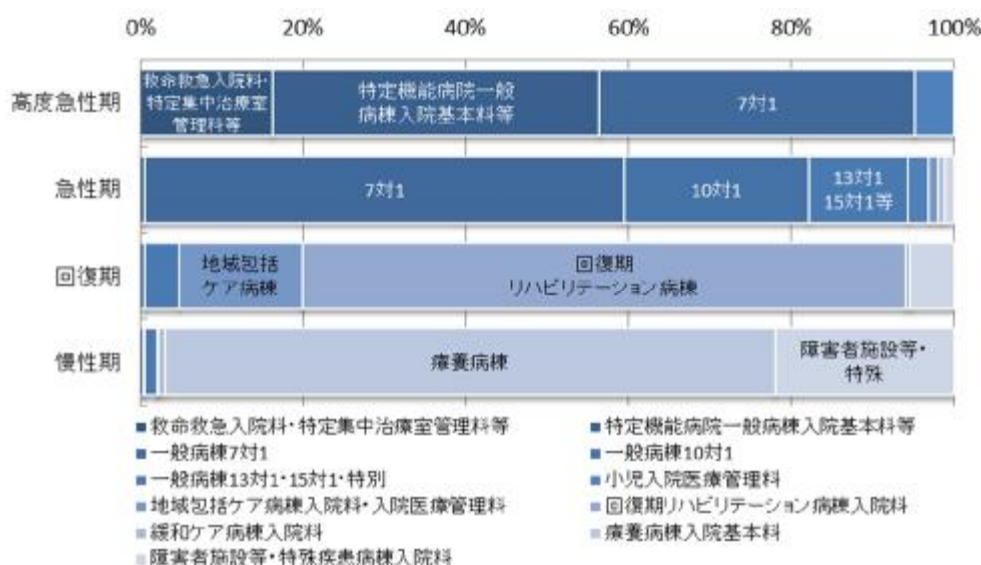 0% 20% 40% 60% 80% 100%
高度急性期
救命救急入院料・
特定集中治療室
管理料等
特定機能病院一般
病棟入院基本料等
7対1
急性期
7対1
10対1
13対1
15対1等
回復期
地域包括
ケア病棟
回復期
リハビリテーション病棟
慢性期
療養病棟
障害者施設等・
特殊
■救命救急入院料・特定集中治療室管理料等
■特定機能病院一般病棟入院基本料等
■一般病棟7対1
■一般病棟10対1
■一般病棟13対1・15対1・特別
■小児入院医療管理料
■地域包括ケア病棟入院料・入院医療管理料
■回復期リハビリテーション病棟入院料
■緩和ケア病棟入院料
■療養病棟入院基本料
■障害者施設等・特殊疾患病棟入院料